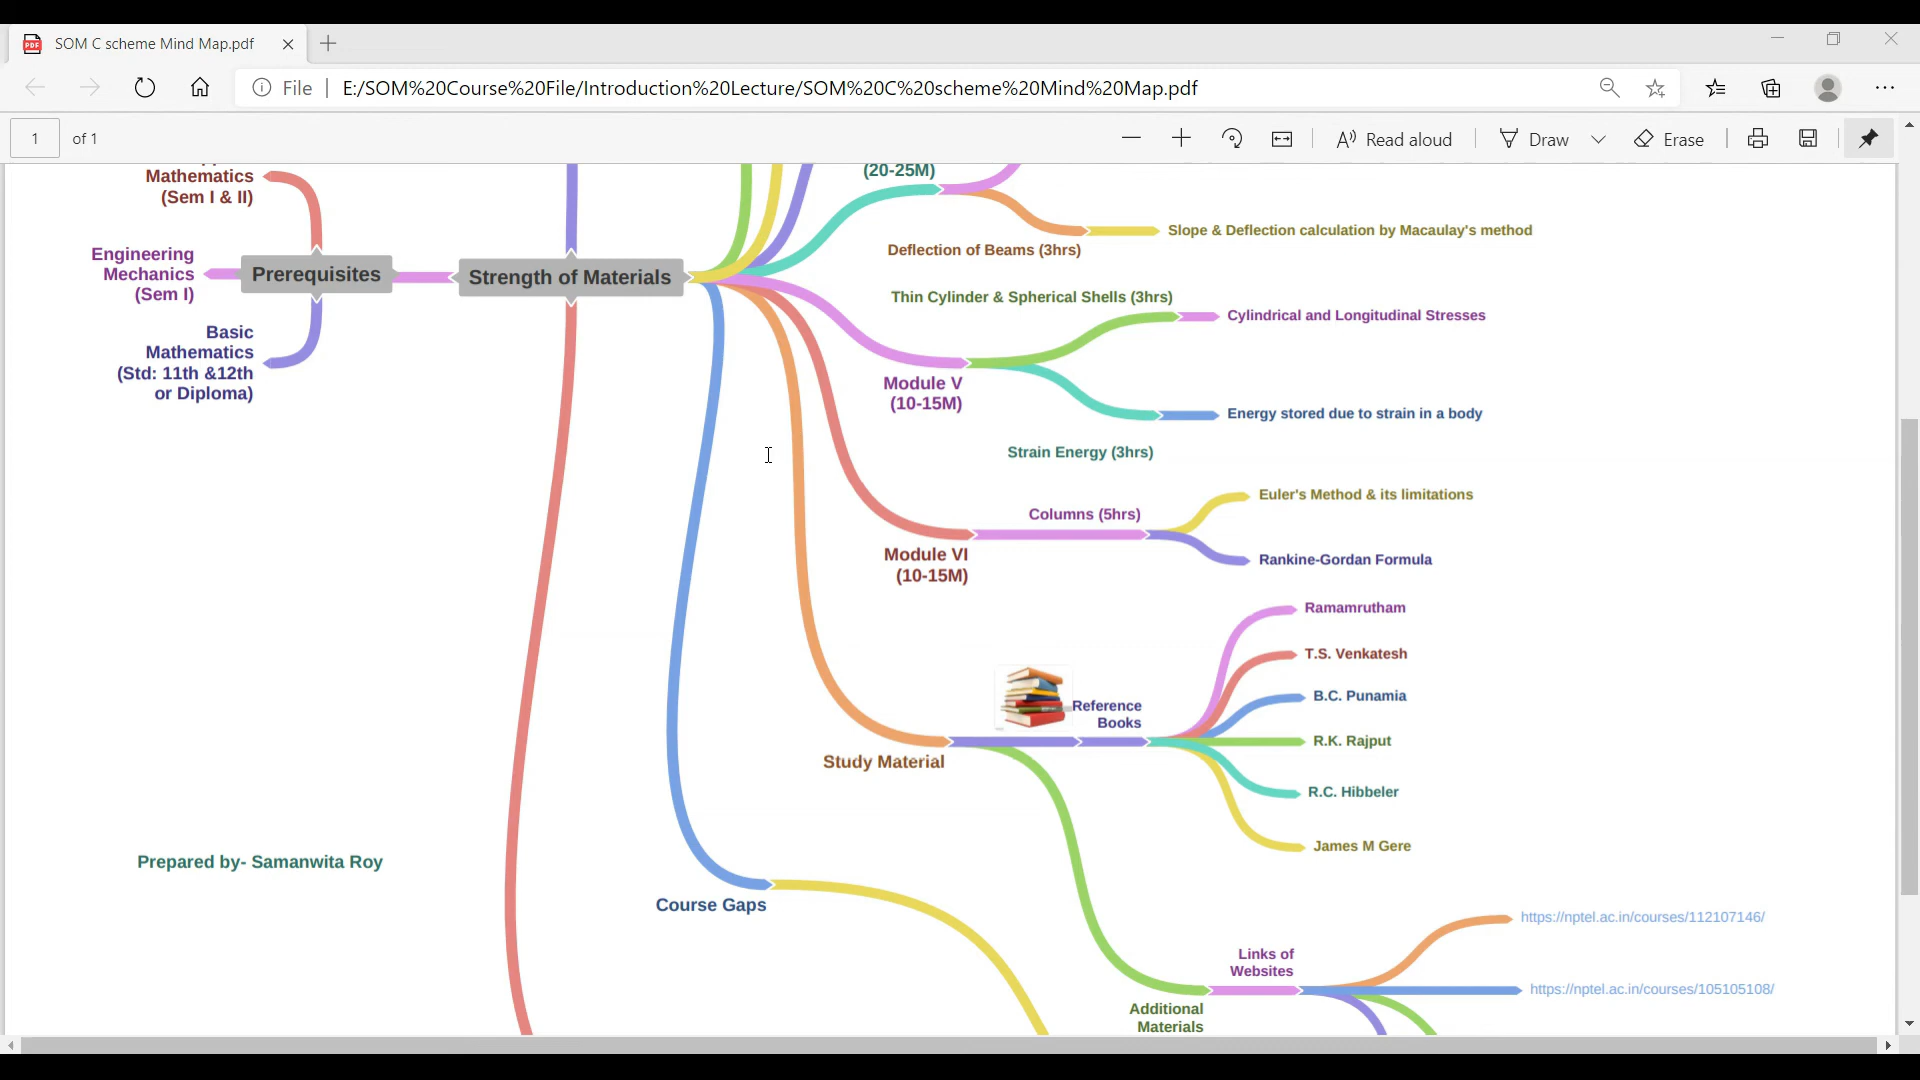 SOM C scheme Mind Map.pdf
File
E:/SOM%20Course%20File/Introduction%20Lecture/SOM%20C%20scheme%20Mind%20Map.pdf
1 of 1
Read aloud
Draw
Erase
Mathematics
(Sem I & II)
Engineering
Mechanics
(Sem I)
Basic
Mathematics
(Std: 11th &12th
or Diploma)
Prerequisites
Strength of Materials
(20-25M)
Slope & Deflection calculation by Macaulay's method
Deflection of Beams (3hrs)
Thin Cylinder & Spherical Shells (3hrs)
Cylindrical and Longitudinal Stresses
Module V
(10-15M)
Energy stored due to strain in a body
Strain Energy (3hrs)
Euler's Method & its limitations
Columns (5hrs)
Module VI
(10-15M)
Rankine-Gordan Formula
Ramamrutham
T.S. Venkatesh
B.C. Punamia
Reference
Books
R.K. Rajput
Study Material
R.C. Hibbeler
James M Gere
Prepared by- Samanwita Roy
Course Gaps
https://nptel.ac.in/courses/112107146/
Links of
Websites
https://nptel.ac.in/courses/105105108/
Additional
Materials